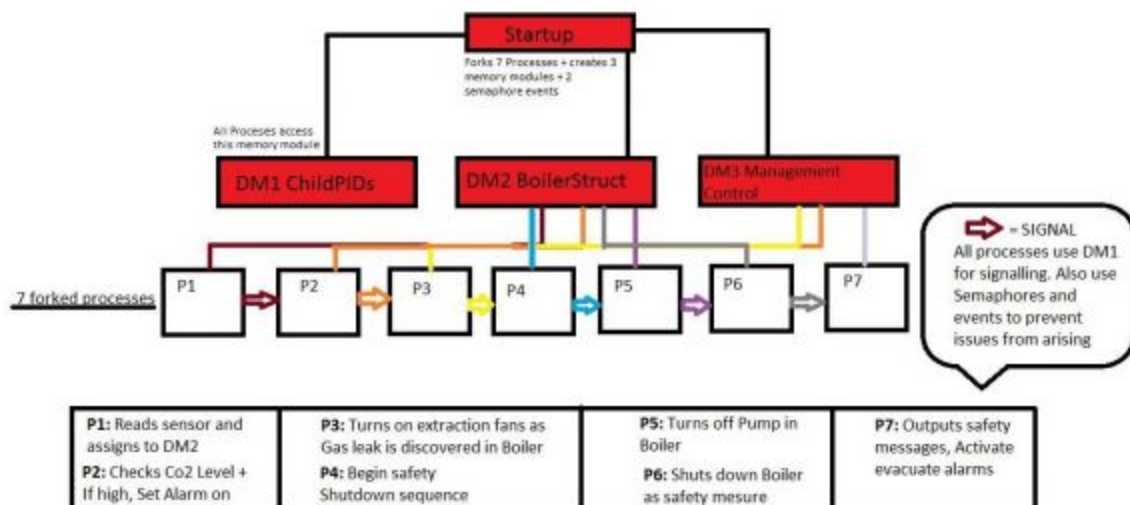 Startup
Forks 7 Processes + creates 3
memory modules + 2
semaphore events
All Proceses access
this memory module
DM1 ChildPIDs
DM2 BoilerStruct
DM3 Management
Control
= SIGNAL
All processes use DM1
for signalling. Also use
Semaphores and
events to prevent
issues from arising
7 forked processes
P1
P2
P3
P4
P5
P6
P7
P1: Reads sensor and
assigns to DM2
P2: Checks Co2 Level +
If high, Set Alarm on
P3: Turns on extraction fans as
Gas leak is discovered in Boiler
P4: Begin safety
Shutdown sequence
P5: Turns off Pump in
Boiler
P6: Shuts down Boiler
as safety mesure
P7: Outputs safety
messages, Activate
evacuate alarms